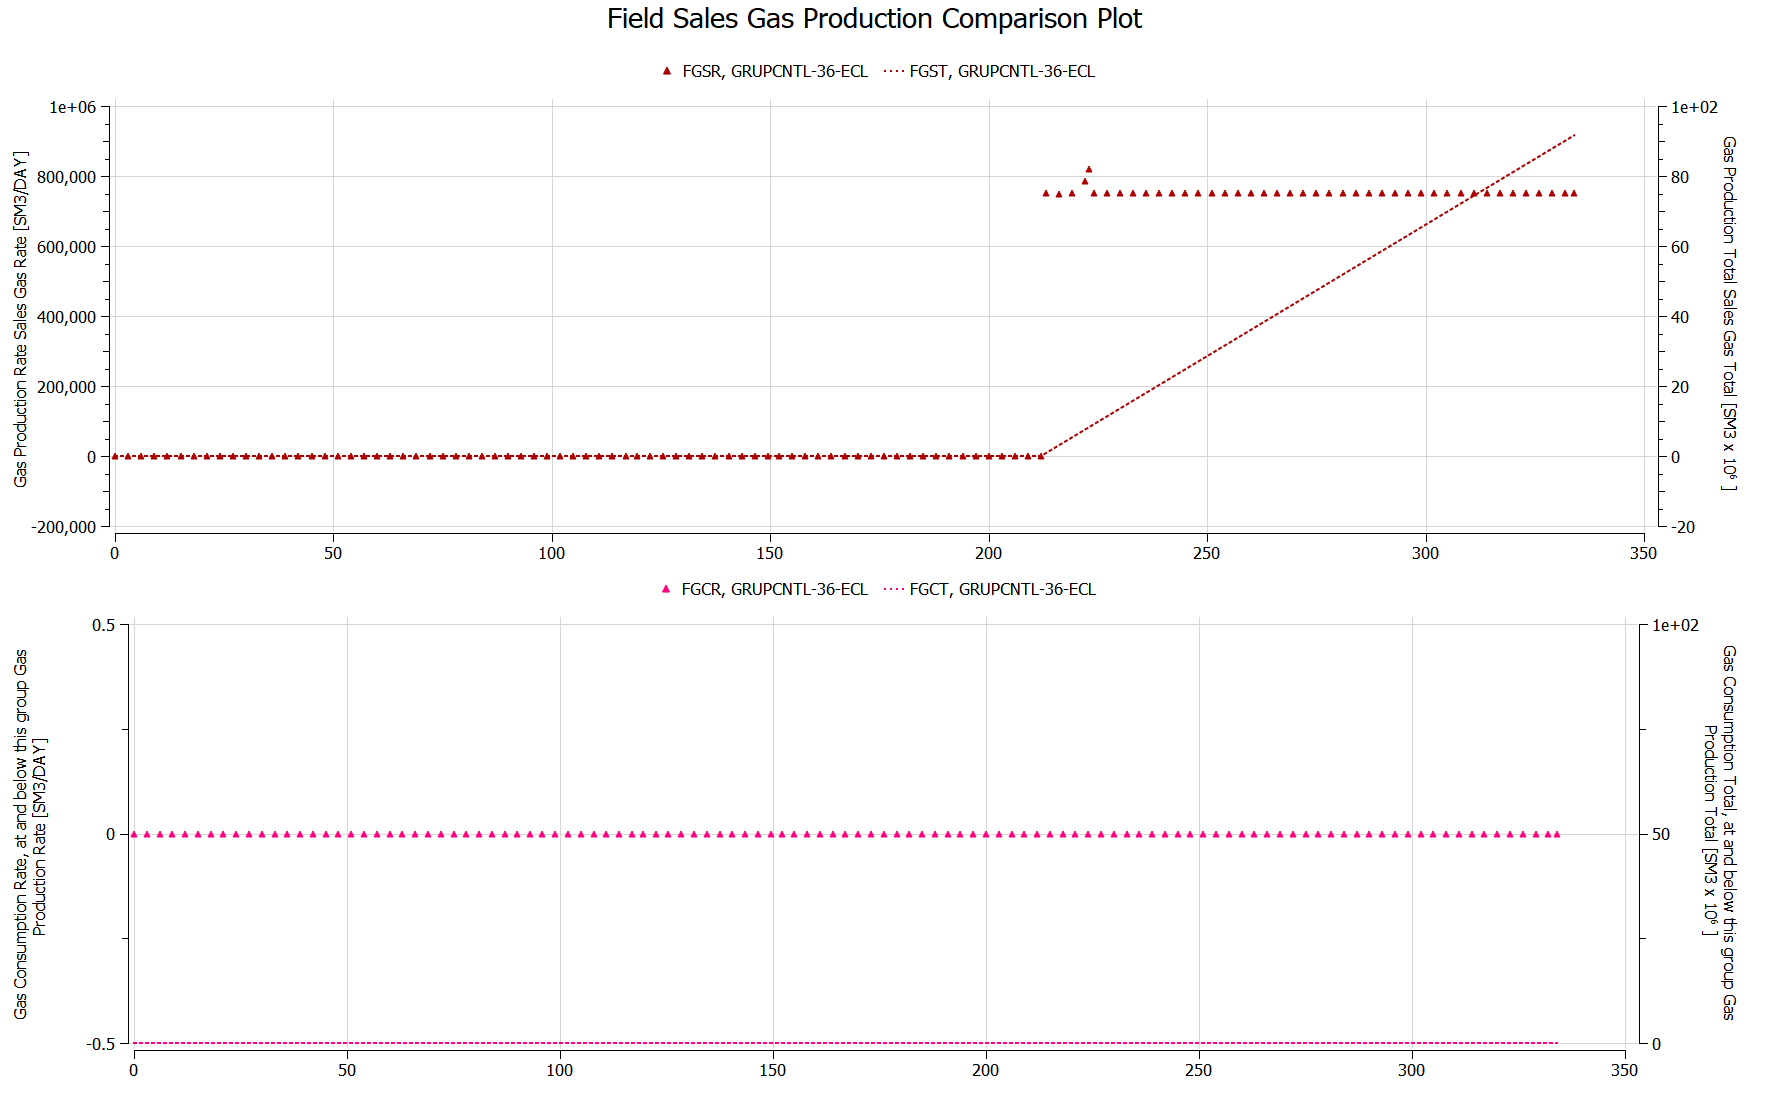 Field Sales Gas Production Comparison Plot
FGSR, GRUPCNTL-36-ECL FGST, GRUPCNTL-36-ECL
Gas Production Rate Sales Gas Rate [SM3/DAY]
1e+06
800,000
600,000
400,000
200,000
0
-200,000
1e+02
80
60
40
20
0
-20
Gas Production Total Sales Gas Total [SM3 x 10⁶ ]
0 50 100 150 200 250 300 350
FGCR, GRUPCNTL-36-ECL FGCT, GRUPCNTL-36-ECL
Gas Consumption Rate, at and below this group Gas
Production Rate [SM3/DAY]
0.5
0
-0.5
1e+02
50
0
Gas Consumption Total, at and below this group Gas
Production Total [SM3 x 10⁶ ]
0 50 100 150 200 250 300 350